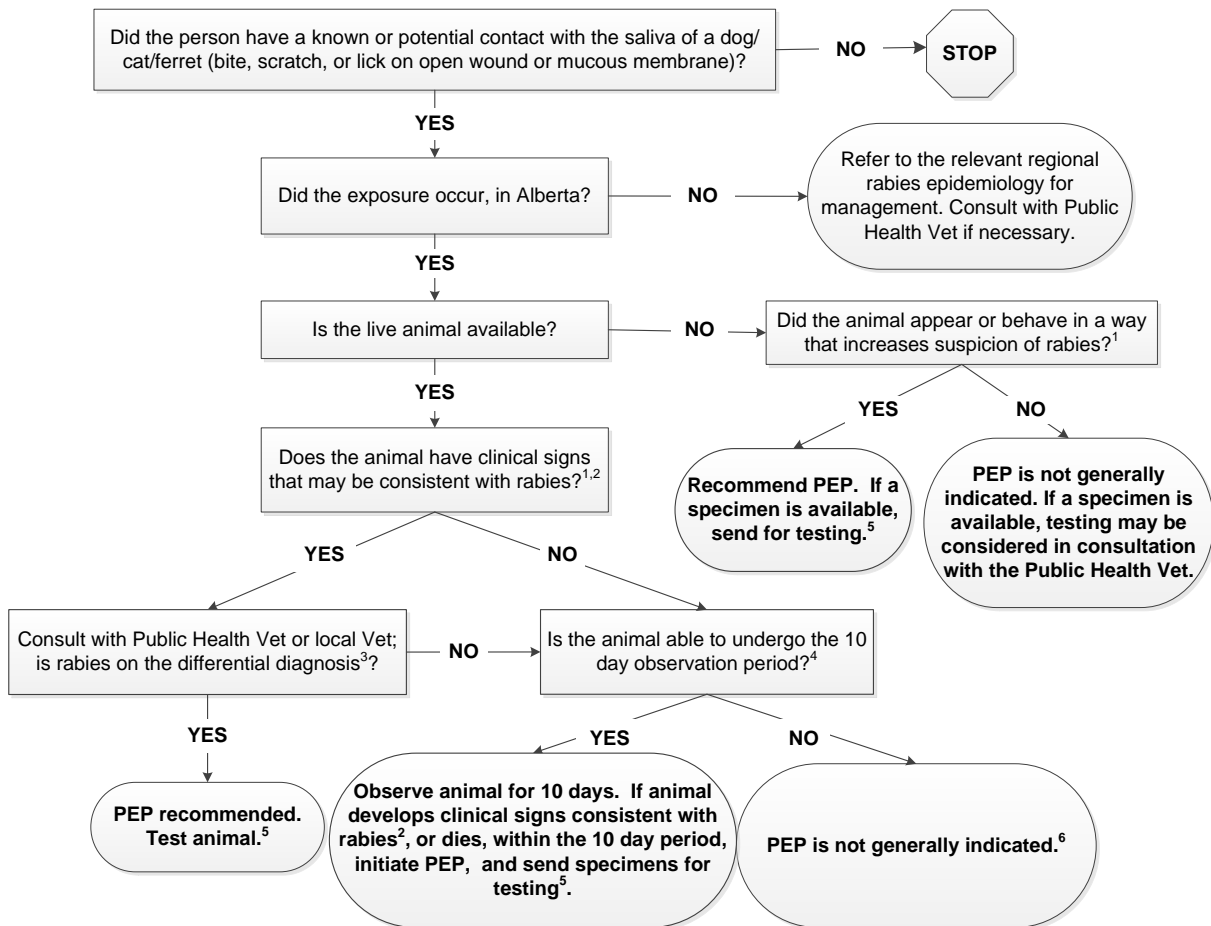 Did the person have a known or potential contact with the saliva of a dog/
cat/ferret (bite, scratch, or lick on open wound or mucous membrane)?
NO
STOP
YES
Did the exposure occur, in Alberta?
NO
Refer to the relevant regional
rabies epidemiology for
management. Consult with Public
Health Vet if necessary.
YES
Is the live animal available?
NO
Did the animal appear or behave in a way
that increases suspicion of rabies?1
YES
YES
NO
Does the animal have clinical signs
that may be consistent with rabies?1,2
Recommend PEP. If a
specimen is available,
send for testing.5
PEP is not generally
indicated. If a specimen is
available, testing may be
considered in consultation
with the Public Health Vet.
YES
NO
Consult with Public Health Vet or local Vet;
is rabies on the differential diagnosis3?
NO
Is the animal able to undergo the 10
day observation period?4
YES
YES
NO
PEP recommended.
Test animal.5
Observe animal for 10 days. If animal
develops clinical signs consistent with
rabies2, or dies, within the 10 day period,
initiate PEP, and send specimens for
testing5.
PEP is not generally indicated.6